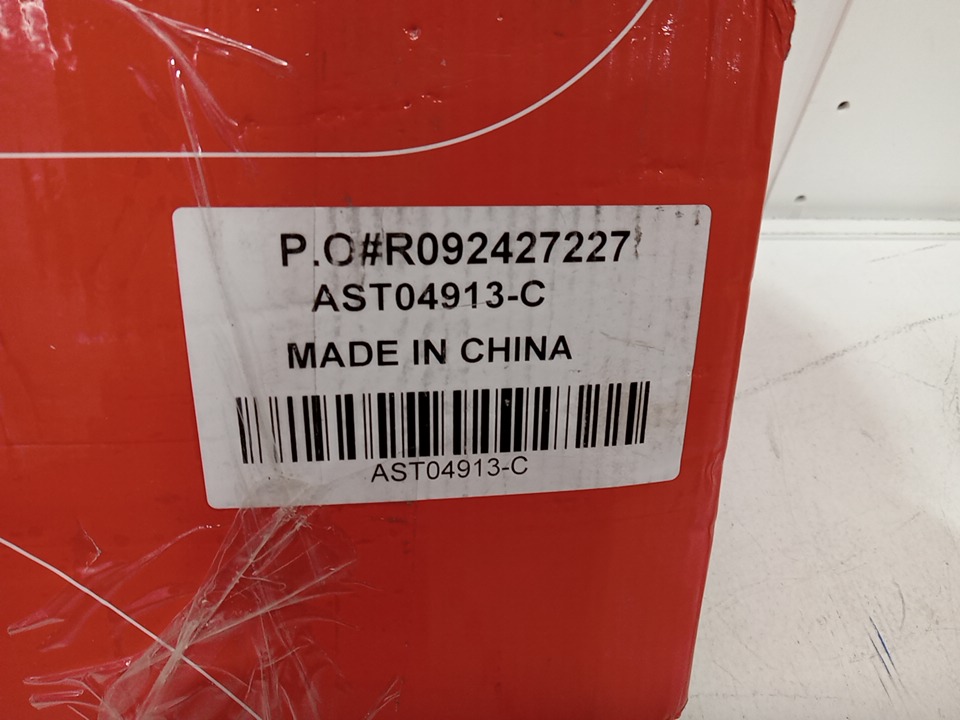 P.O#R092427227
AST04913-C
MADE IN CHINA
AST04913-C